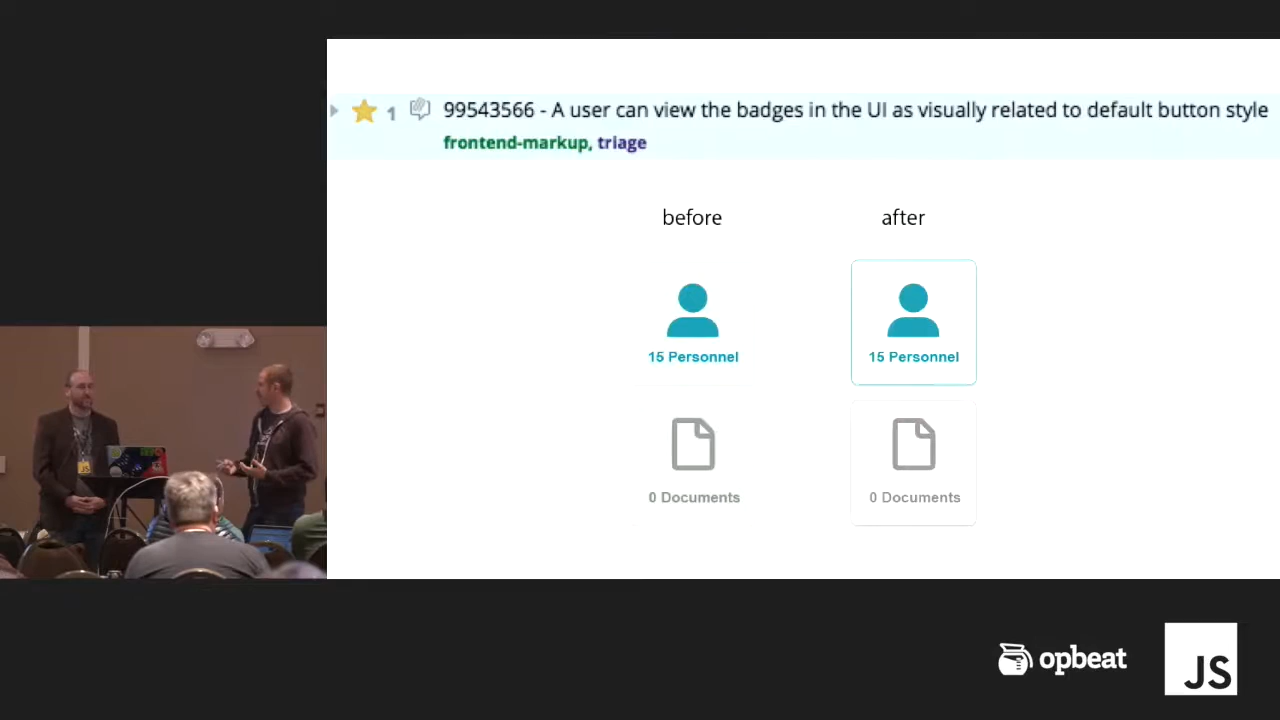 1 99543566 - A user can view the badges in the UI as visually related to default button style
frontend-markup, triage
before after
15 Personnel 15 Personnel
0 Documents 0 Documents
JS
opbeat JS